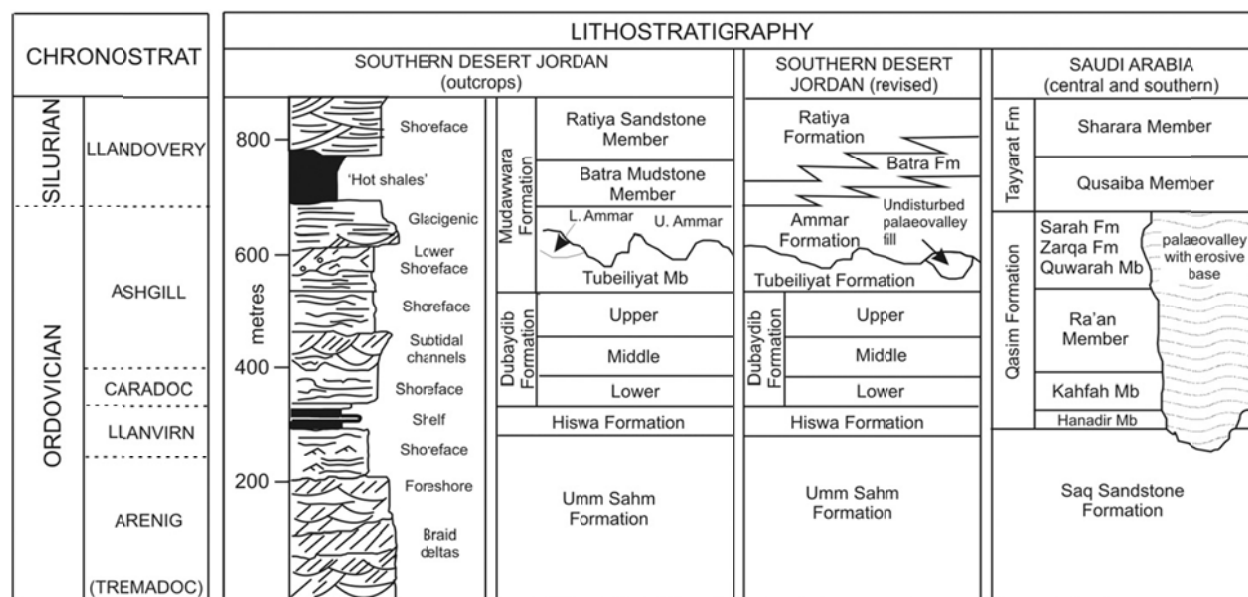 CHRONOSTRAT
SILURIAN
LLANDOVERY
ORDOVICIAN
ASHGILL
CARADOC
LLANVIRN
ARENIG
(TREMADOC)
LITHOSTRATIGRAPHY
SOUTHERN DESERT JORDAN
(outcrops)
metres
800
600
400
200
Shoreface
'Hot shales'
Glacigenic
Lower
Shoreface
Shoreface
Subtidal
channels
Shoreface
Shelf
Shoreface
Foreshore
Braid
deltas
Mudawwara
Formation
Ratiya Sandstone
Member
Batra Mudstone
Member
L. Ammar
U. Ammar
Tubeiliyat Mb
Dubaydib
Formation
Upper
Middle
Lower
Hiswa Formation
Umm Sahm
Formation
SOUTHERN DESERT
JORDAN (revised)
Ratiya
Formation
Batra Fm
Ammar
Formation
Undisturbed
palaeovalley
fill
Tubeiliyat Formation
Dubaydib
Formation
Upper
Middle
Lower
Hiswa Formation
Umm Sahm
Formation
SAUDI ARABIA
(central and southern)
Tayyarat Fm
Sharara Member
Qusaiba Member
Qasim Formation
Sarah Fm
Zarqa Fm
Quwarah Mb
palaeovalley
with erosive
base
Ra'an
Member
Kahfah Mb
Hanadir Mb
Saq Sandstone
Formation